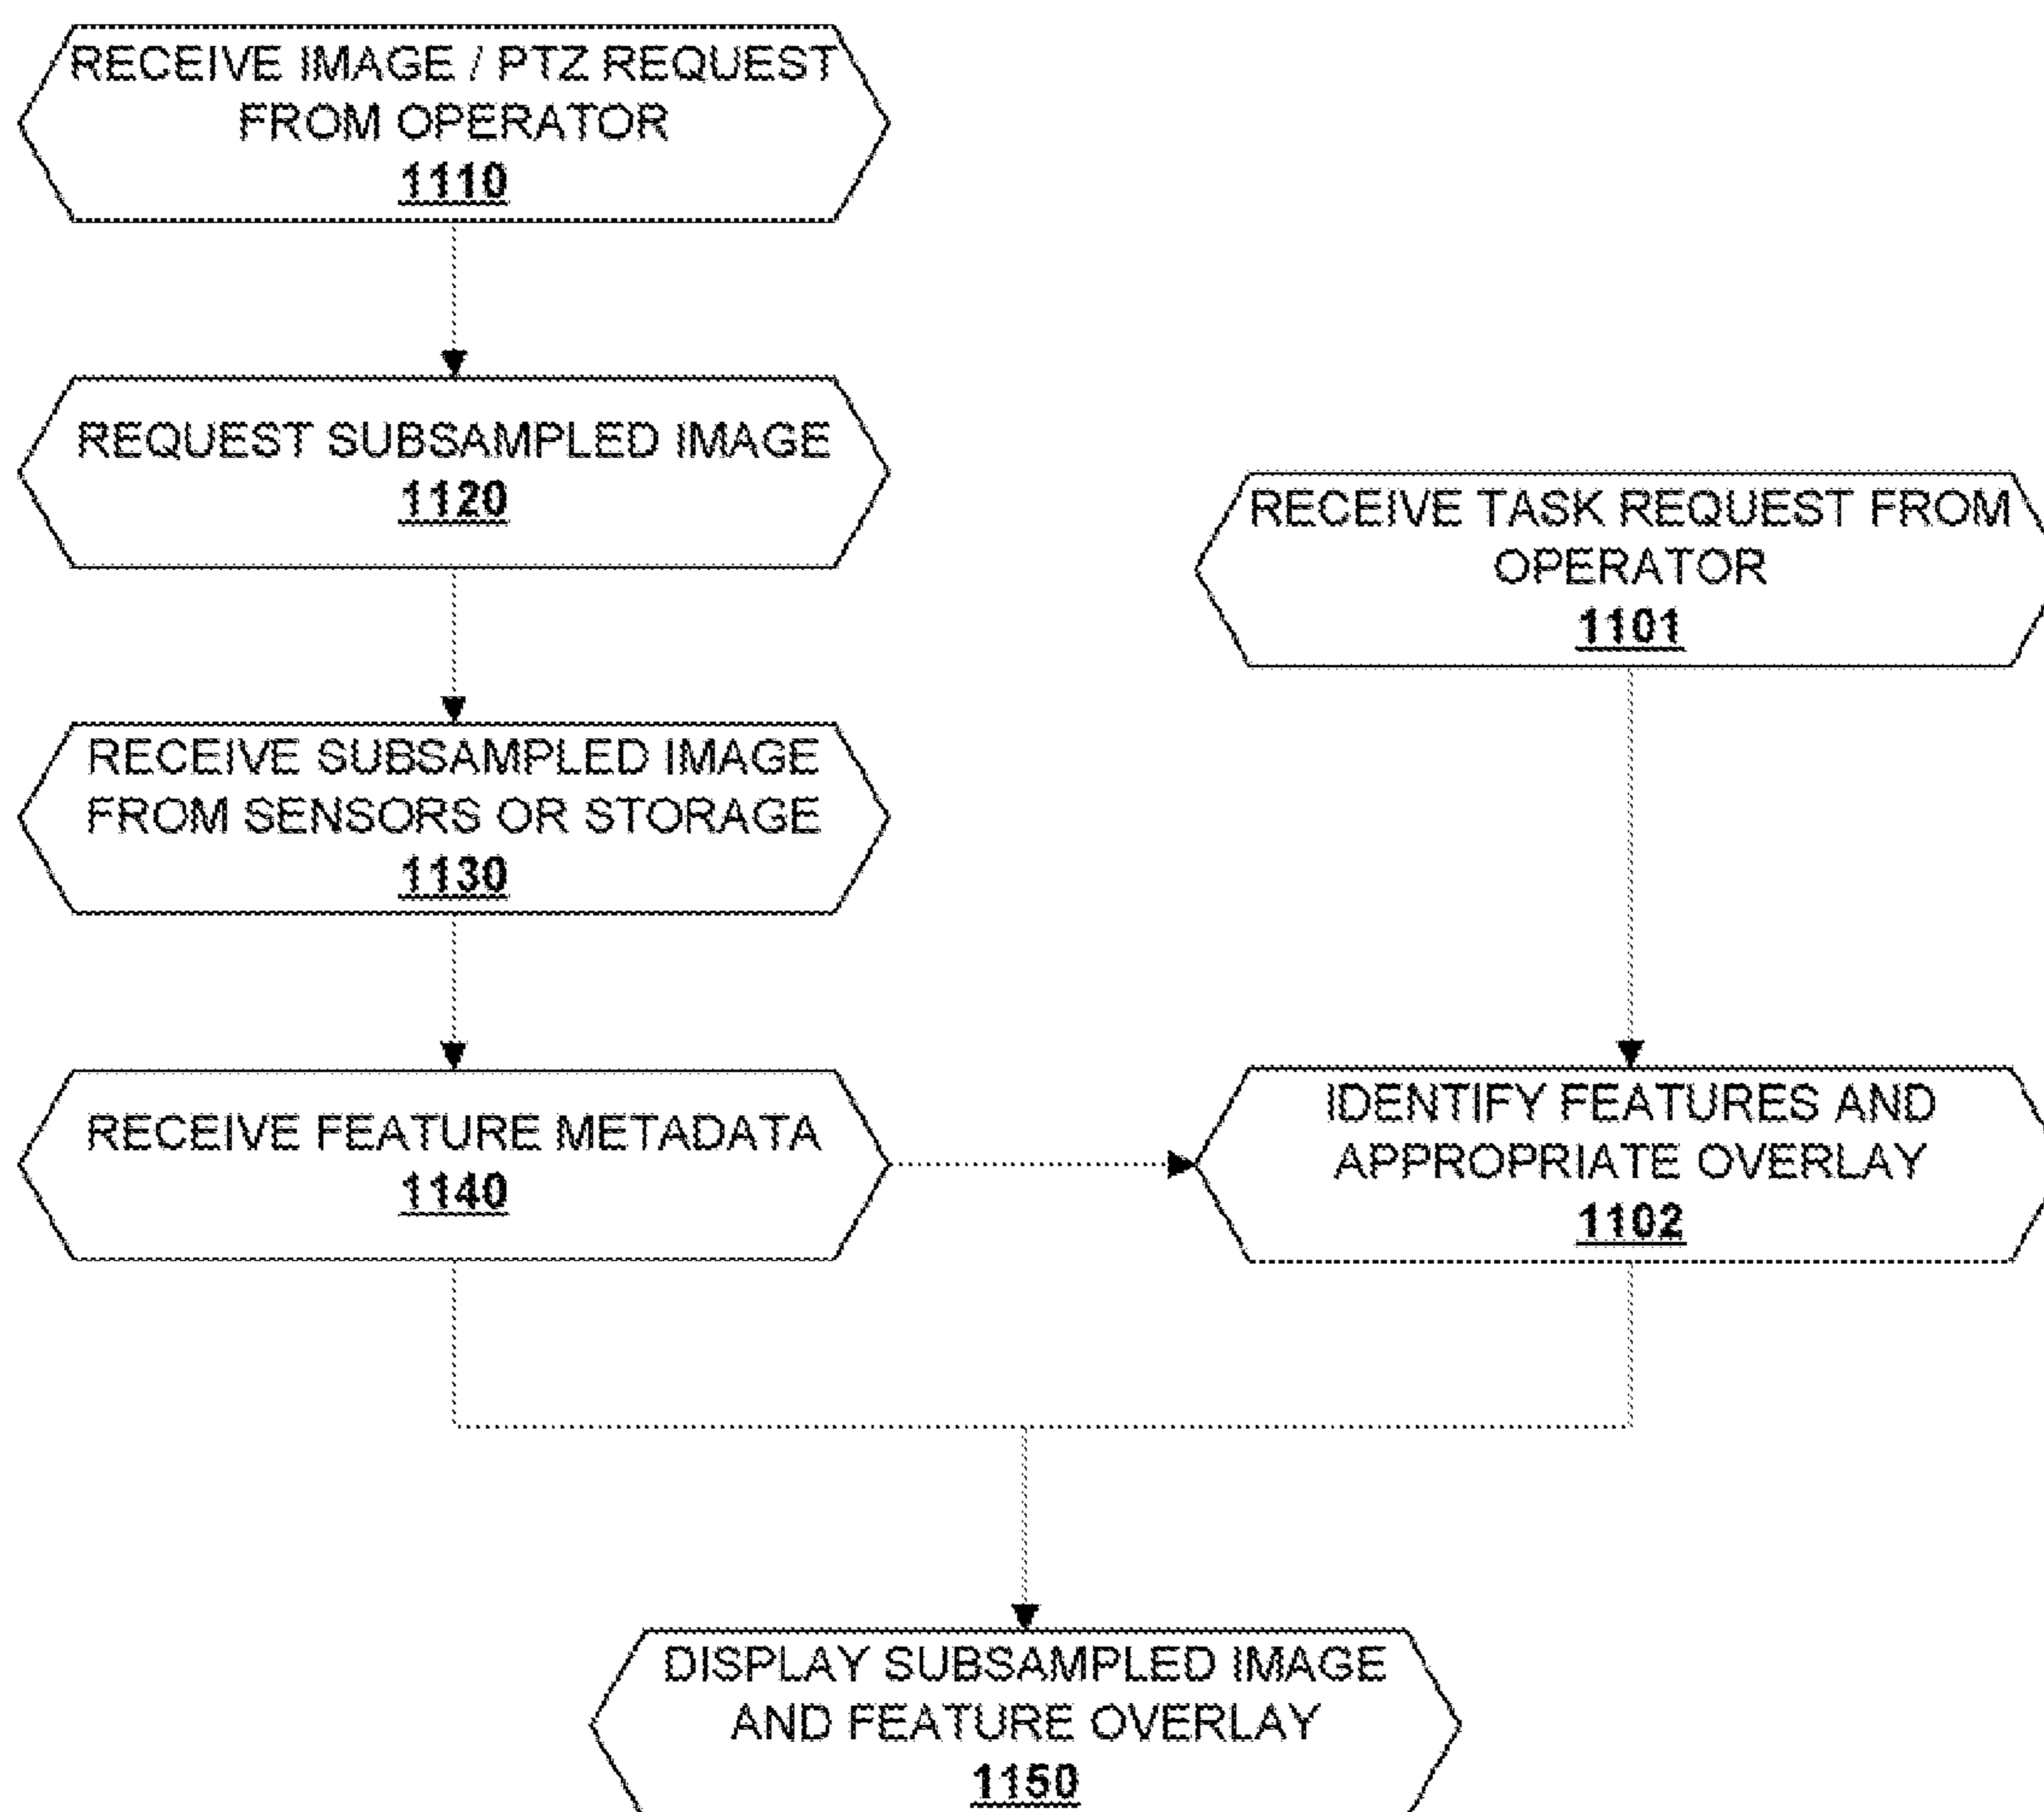 RECEIVE IMAGE / PTZ REQUEST
FROM OPERATOR
1110
REQUEST SUBSAMPLED IMAGE
1120
RECEIVE TASK REQUEST FROM
OPERATOR
1101
RECEIVE SUBSAMPLED IMAGE
FROM SENSORS OR STORAGE
1130
RECEIVE FEATURE METADATA
1140
IDENTIFY FEATURES AND
APPROPRIATE OVERLAY
1102
DISPLAY SUBSAMPLED IMAGE
AND FEATURE OVERLAY
1150